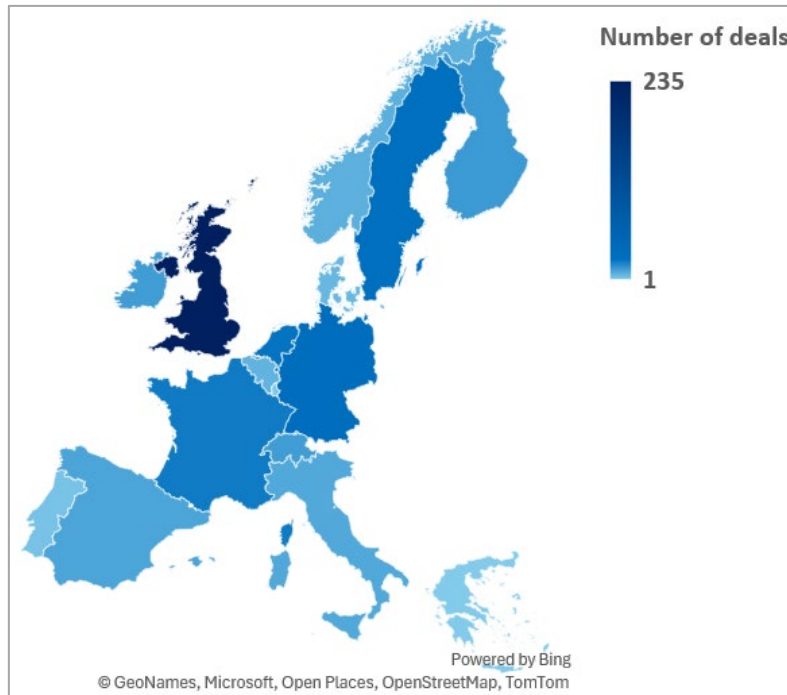 Number of deals
235
1
Powered by Bing
© GeoNames, Microsoft, Open Places, OpenStreetMap, TomTom